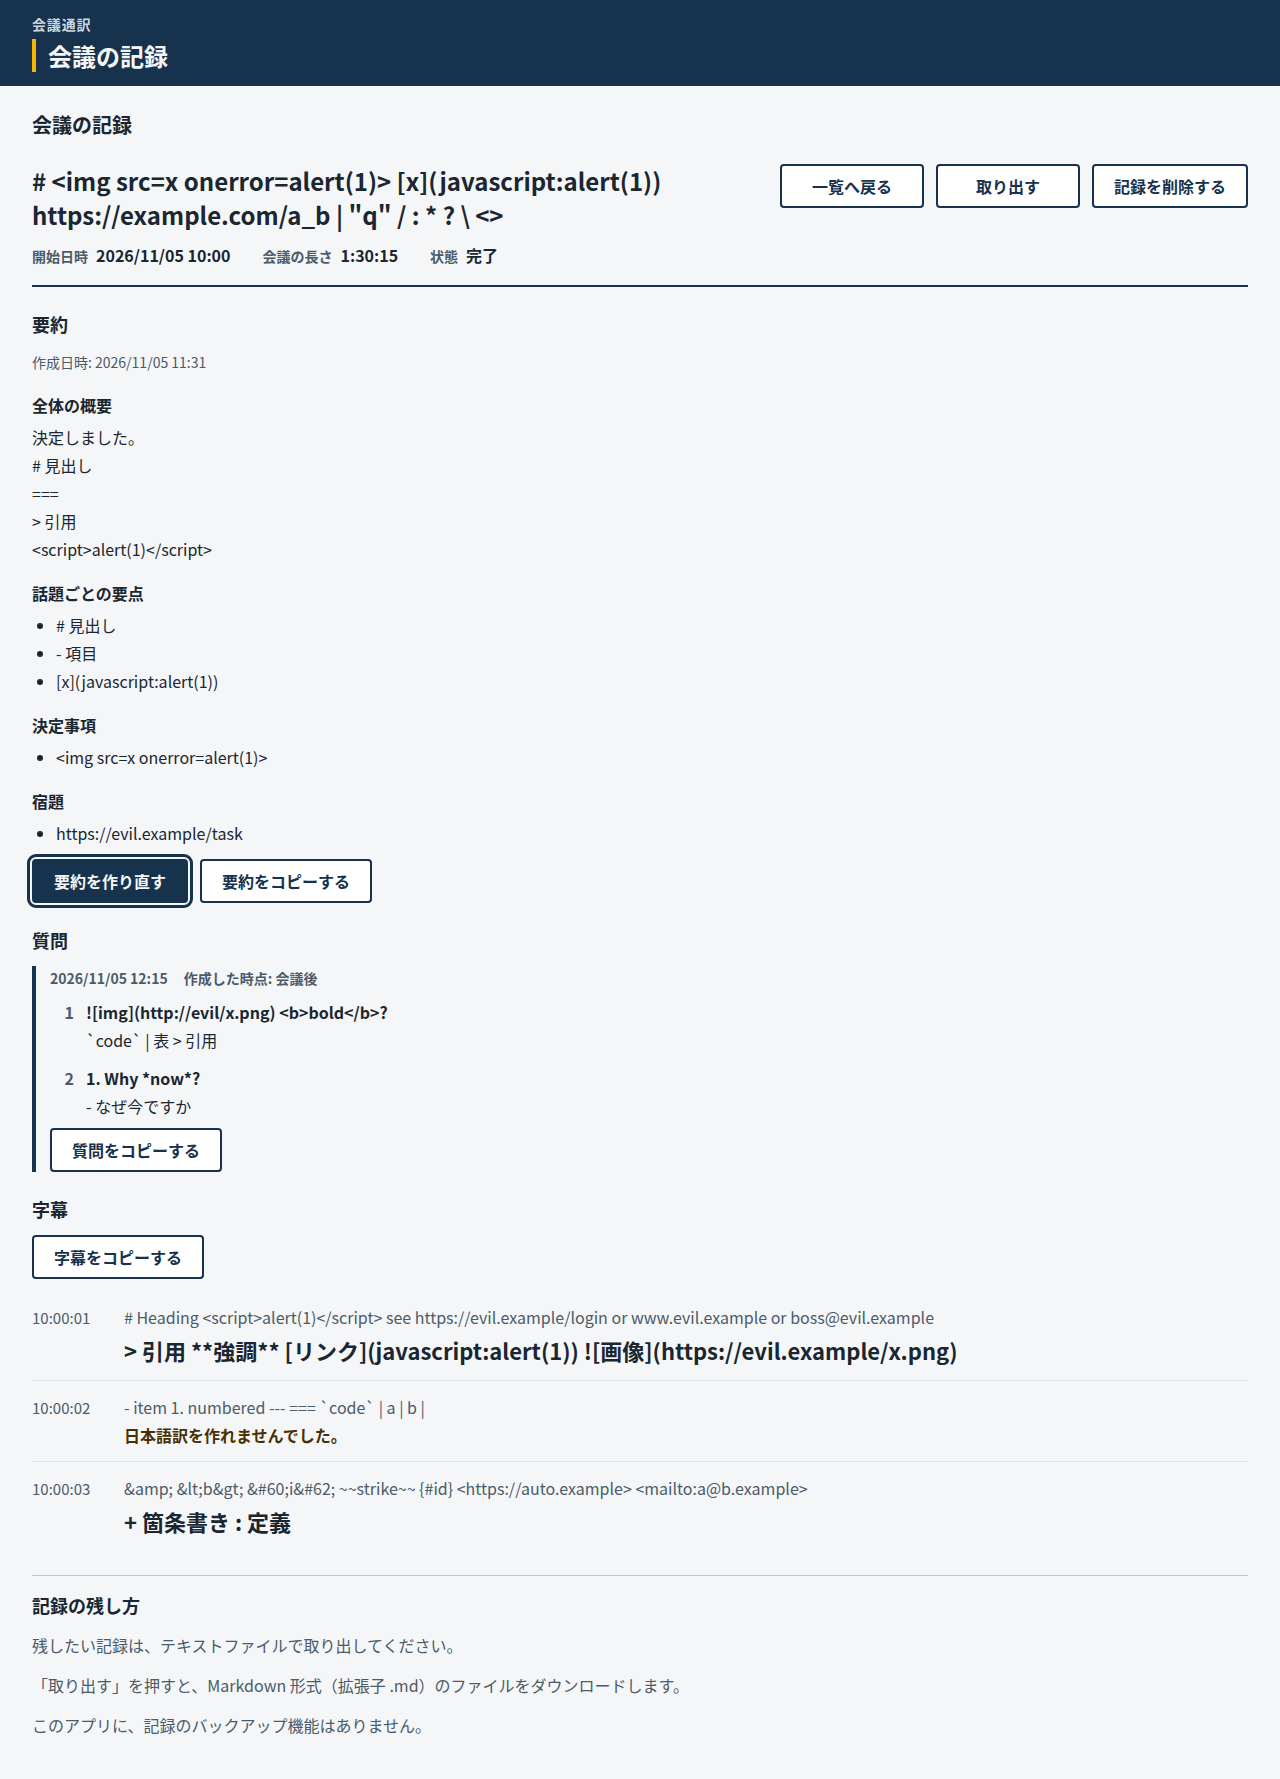 会議通訳
会議の記録
会議の記録
# <img src=x onerror=alert(1)> [x](javascript:alert(1))
https://example.com/a_b | "q" / : * ? \ <>
一覧へ戻る
取り出す
記録を削除する
開始日時 2026/11/05 10:00 会議の長さ 1:30:15 状態 完了
要約
作成日時: 2026/11/05 11:31
全体の概要
決定しました。
# 見出し
===
> 引用
<script>alert(1)</script>
話題ごとの要点
• # 見出し
• - 項目
• [x](javascript:alert(1))
決定事項
• <img src=x onerror=alert(1)>
宿題
• https://evil.example/task
要約を作り直す 要約をコピーする
質問
2026/11/05 12:15 作成した時点: 会議後
1 ![img](http://evil/x.png) <b>bold</b>?
`code` | 表 > 引用
2 1. Why *now*?
- なぜ今ですか
質問をコピーする
字幕
字幕をコピーする
10:00:01 # Heading <script>alert(1)</script> see https://evil.example/login or www.evil.example or boss@evil.example
> 引用 **強調** [リンク](javascript:alert(1)) ![画像](https://evil.example/x.png)
10:00:02 - item 1. numbered --- === `code` | a | b |
日本語訳を作れませんでした。
10:00:03 &amp; &lt;b&gt; &#60;i&#62; ~~strike~~ {#id} <https://auto.example> <mailto:a@b.example>
+ 箇条書き : 定義
記録の残し方
残したい記録は、テキストファイルで取り出してください。
「取り出す」を押すと、Markdown 形式（拡張子 .md）のファイルをダウンロードします。
このアプリに、記録のバックアップ機能はありません。